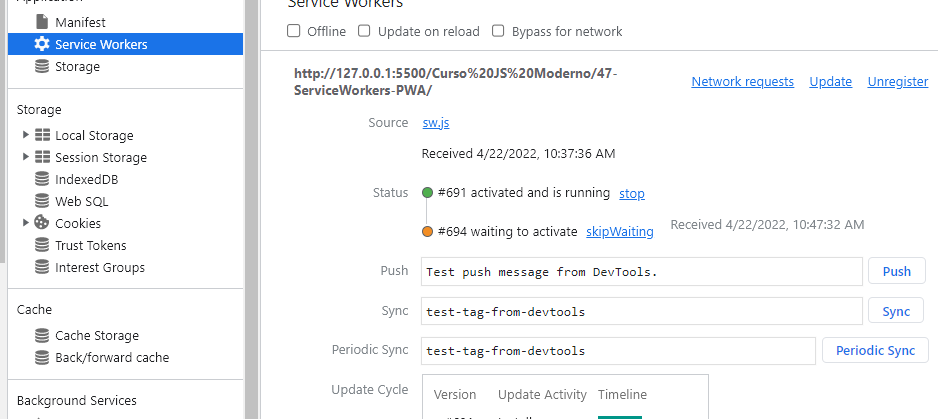 Application
Manifest
Service Workers
Storage
Storage
Local Storage
Session Storage
IndexedDB
Web SQL
Cookies
Trust Tokens
Interest Groups
Cache
Cache Storage
Back/forward cache
Background Services
Service Workers
Offline Update on reload Bypass for network
http://127.0.0.1:5500/Curso%20JS%20Moderno/47-
ServiceWorkers-PWA/
Network requests Update Unregister
Source sw.js
Received 4/22/2022, 10:37:36 AM
Status #691 activated and is running stop
#694 waiting to activate skipWaiting Received 4/22/2022, 10:47:32 AM
Push Test push message from DevTools. Push
Sync test-tag-from-devtools Sync
Periodic Sync test-tag-from-devtools Periodic Sync
Update Cycle Version Update Activity Timeline